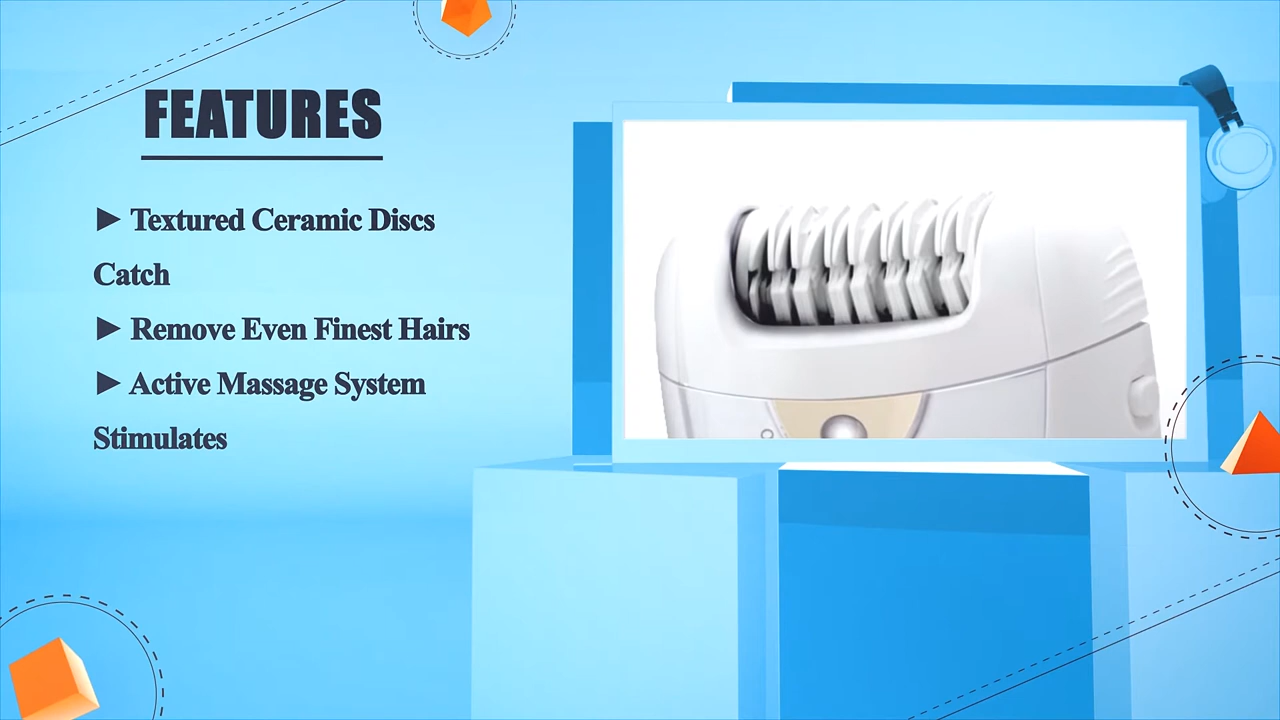 FEATURES
► Textured Ceramic Discs
Catch
► Remove Even Finest Hairs
► Active Massage System
Stimulates